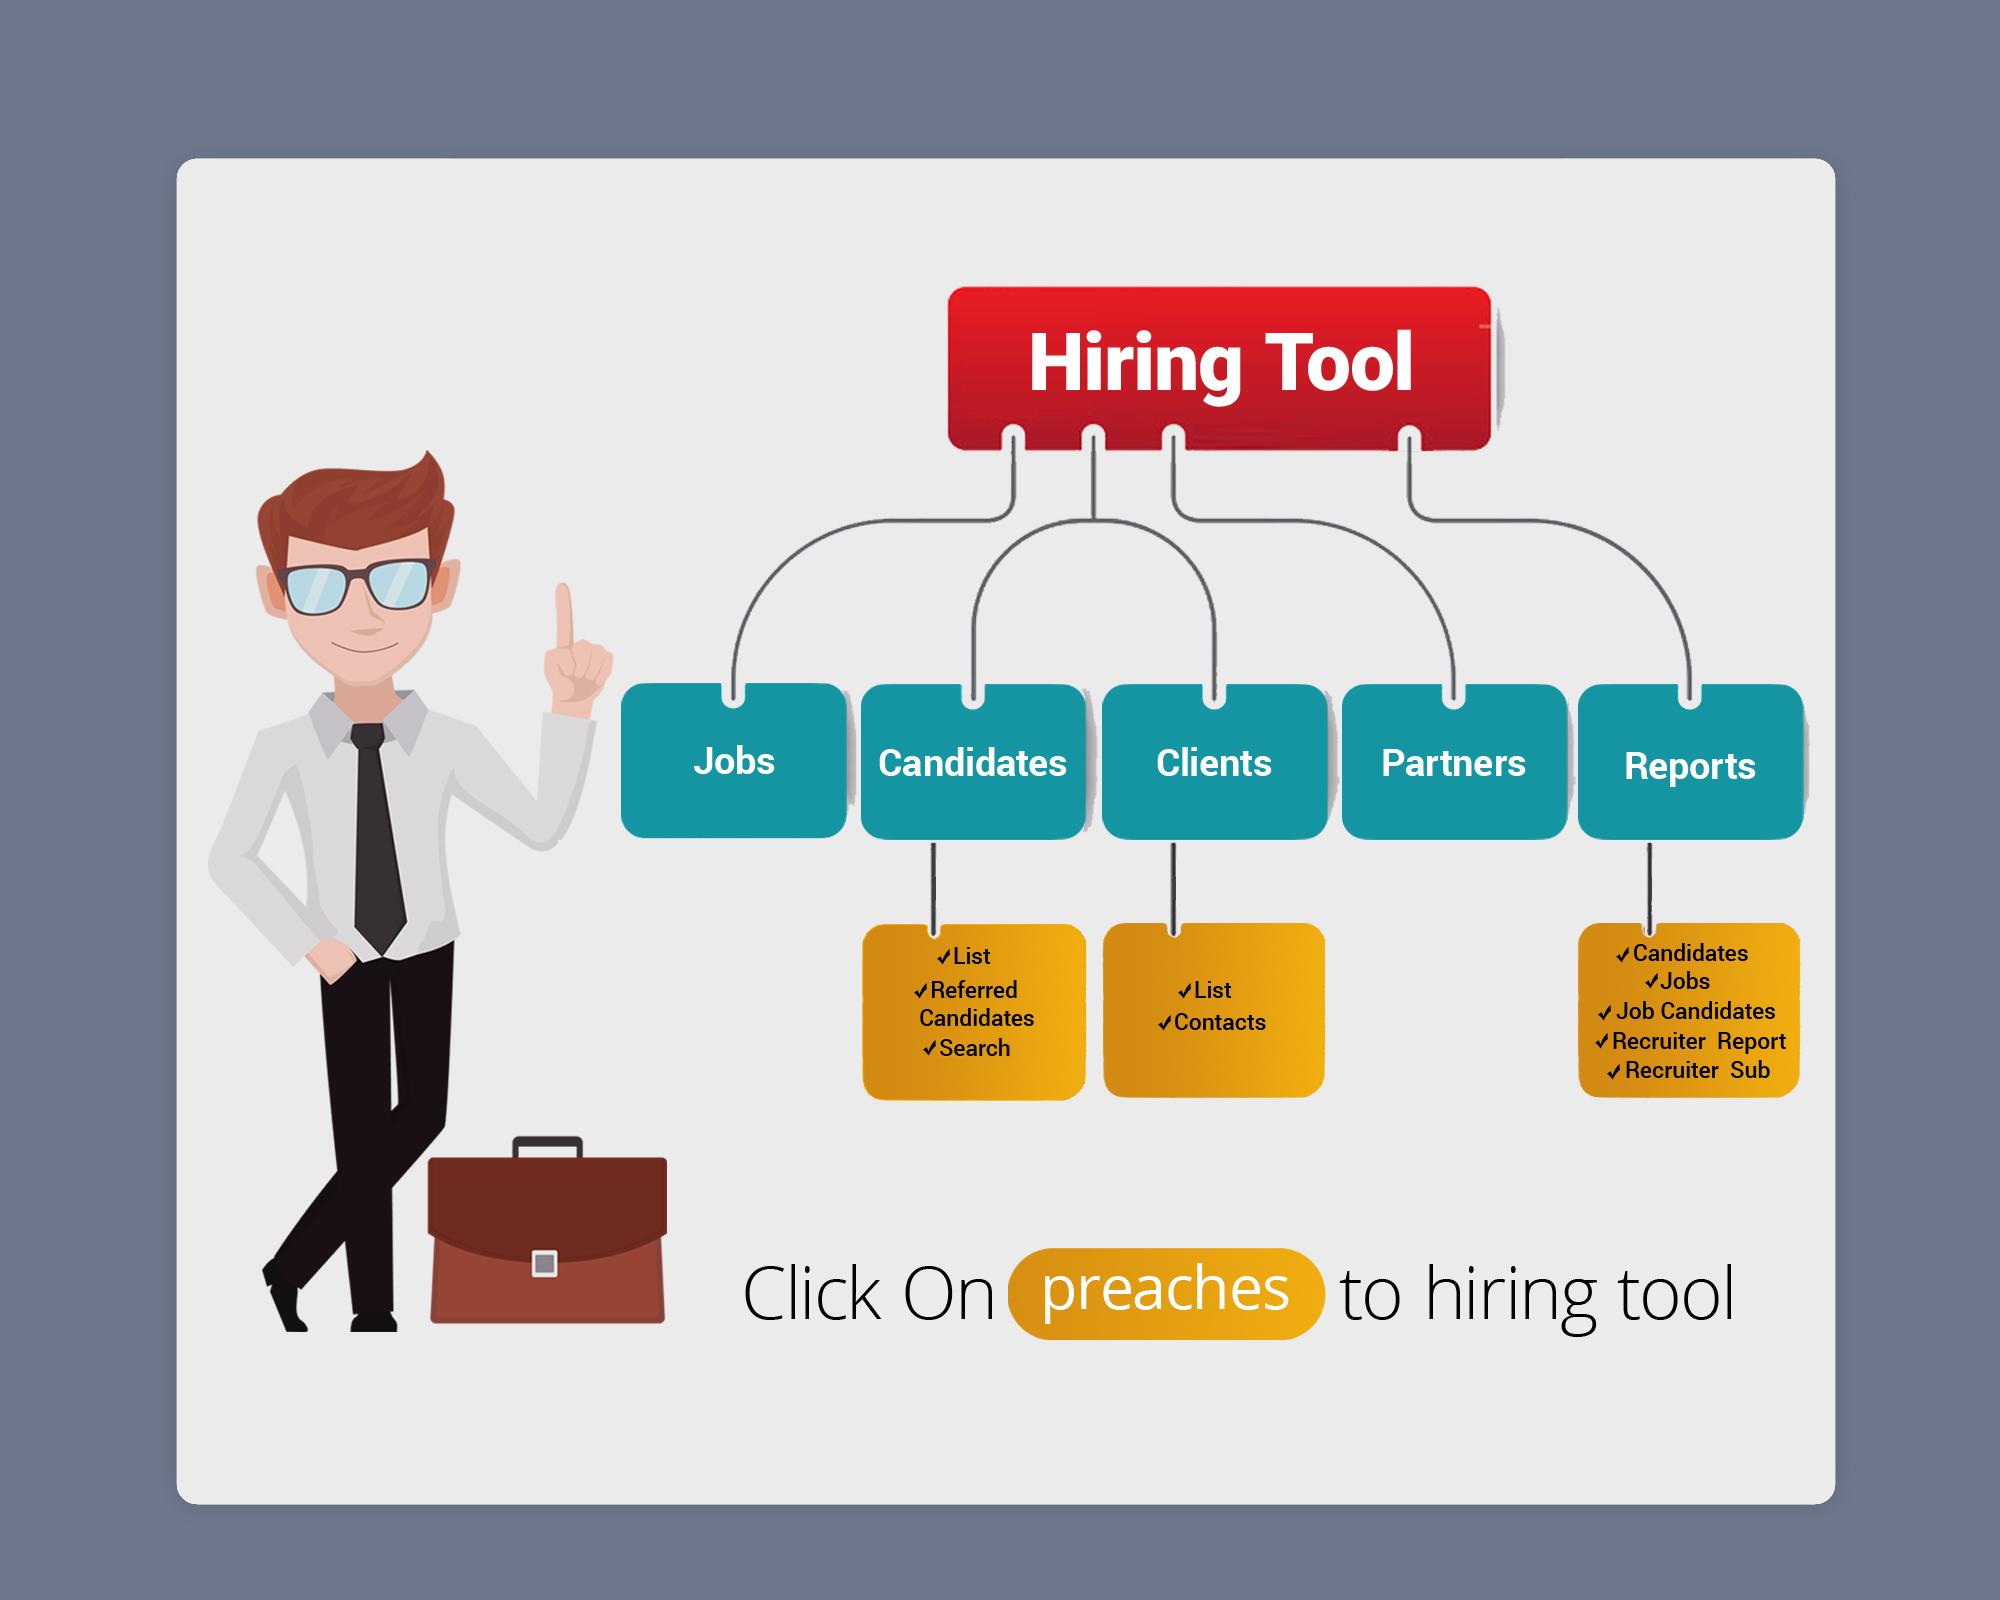 Hiring Tool
Jobs
Candidates
Clients
Partners
Reports
✓List
✓Referred
Candidates
✓Search
✓List
✓Contacts
✓Candidates
✓Jobs
✓Job Candidates
✓Recruiter Report
✓Recruiter Sub
Click On preaches to hiring tool